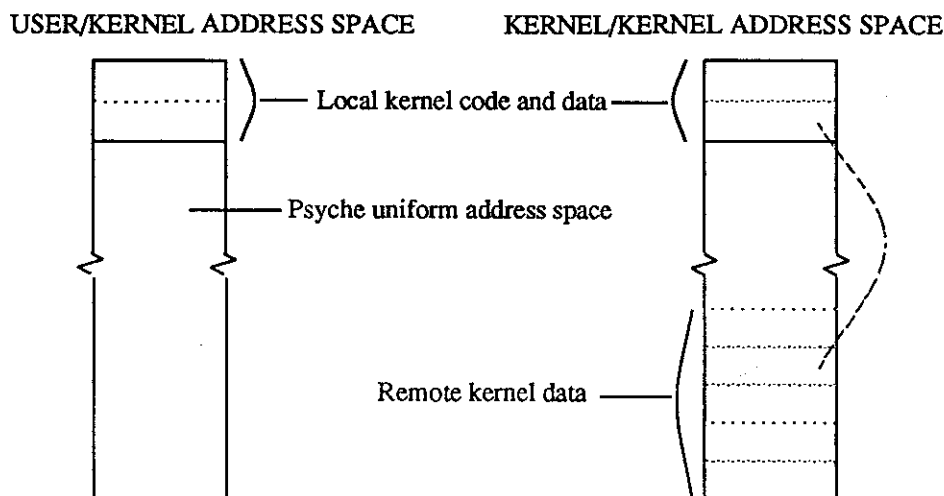 USER/KERNEL ADDRESS SPACE
KERNEL/KERNEL ADDRESS SPACE
Local kernel code and data
Psyche uniform address space
Remote kernel data